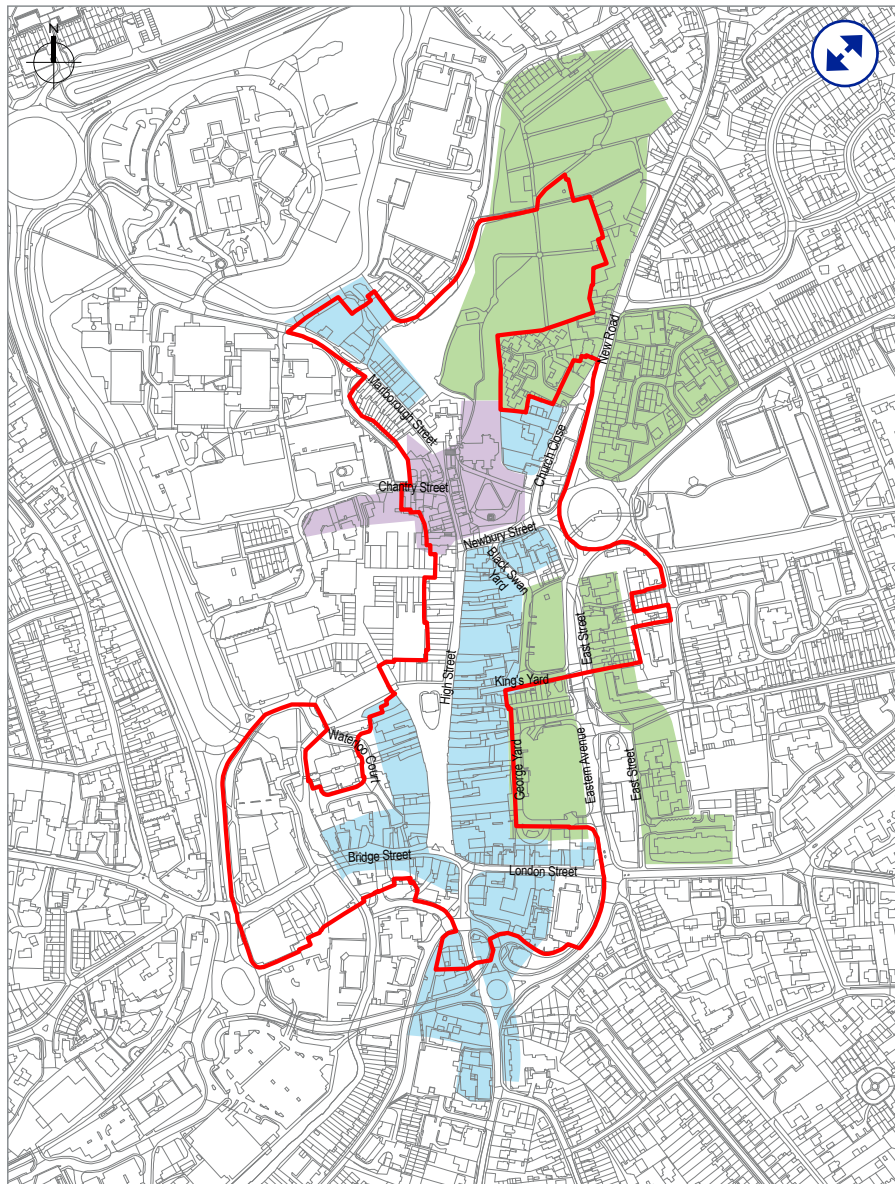 N
New Road
Marlborough Street
Church Close
Chantry Street
Newbury Street
Black Swan
Yard
East Street
High Street
King's Yard
Waterloo Court
George Yard
Eastern Avenue
East Street
Bridge Street
London Street